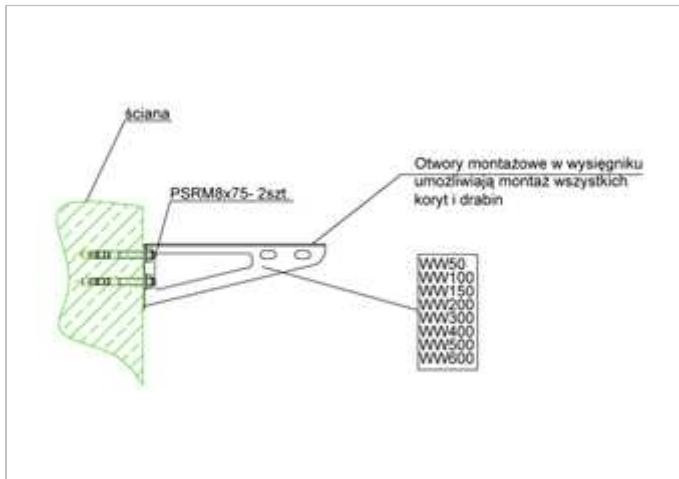 ściana
PSRM8x75- 2szt.
Otwory montażowe w wysięgniku
umożliwiają montaż wszystkich
koryt i drabin
WW50
WW100
WW150
WW200
WW300
WW400
WW500
WW600